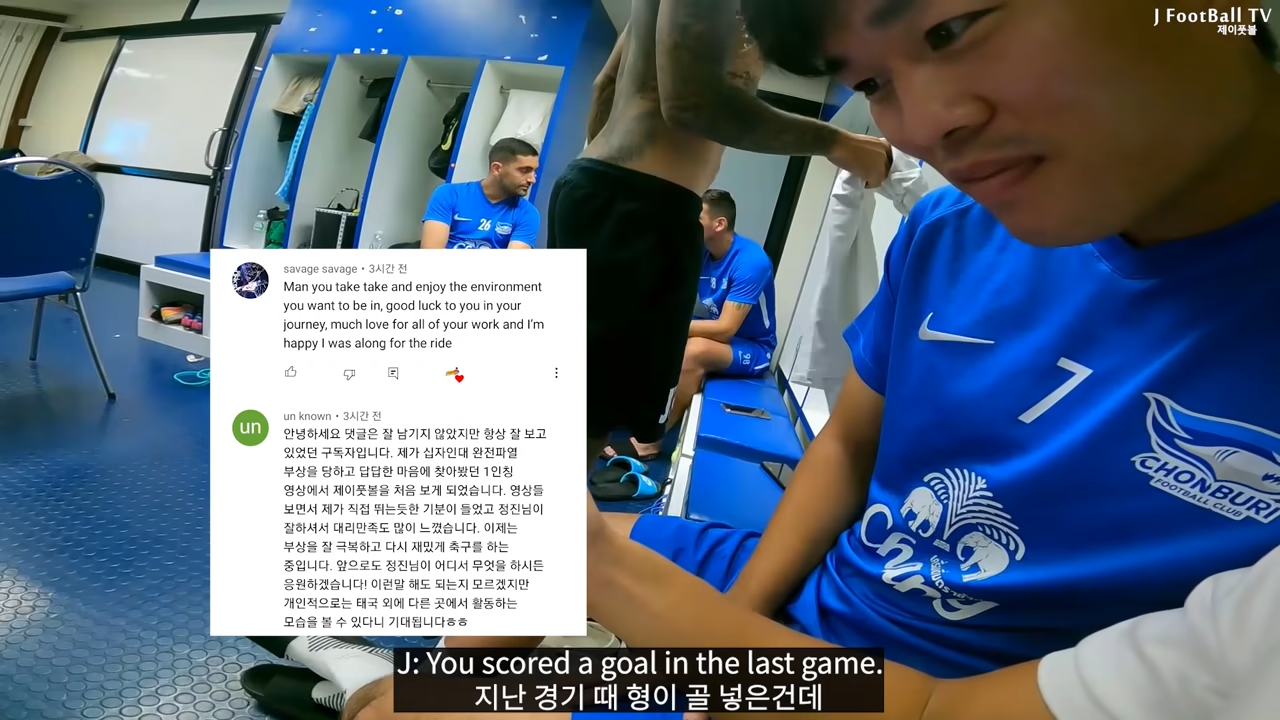 J FooTBaLL TV
제이풋볼
26
savage savage • 3시간 전
Man you take take and enjoy the environment
you want to be in, good luck to you in your
journey, much love for all of your work and I'm
happy I was along for the ride
un
un known • 3시간 전
안녕하세요 댓글은 잘 남기지 않았지만 항상 잘 보고
있었던 구독자입니다. 제가 십자인대 완전파열
부상을 당하고 답답한 마음에 찾아봤던 1인칭
영상에서 제이풋볼을 처음 보게 되었습니다. 영상들
보면서 제가 직접 뛰는듯한 기분이 들었고 정진님이
잘하셔서 대리만족도 많이 느꼈습니다. 이제는
부상을 잘 극복하고 다시 재밌게 축구를 하는
중입니다. 앞으로도 정진님이 어디서 무엇을 하시든
응원하겠습니다! 이런말 해도 되는지 모르겠지만
개인적으로는 태국 외에 다른 곳에서 활동하는
모습을 볼 수 있다니 기대됩니다ㅎㅎ
98
7
CHONBURI
FOOTBALL CLUB
J: You scored a goal in the last game.
지난 경기 때 형이 골 넣은건데